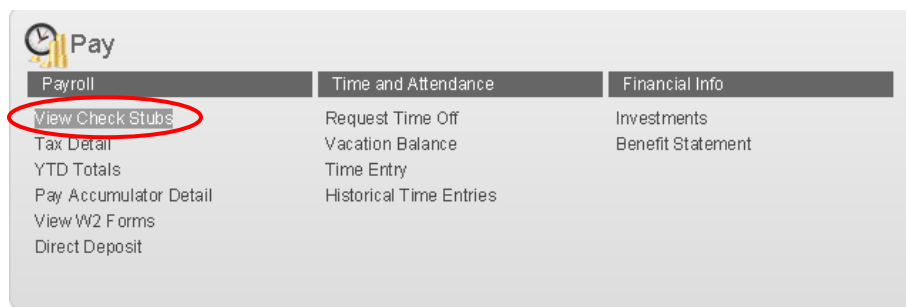 Pay
Payroll
View Check Stubs
Tax Detail
YTD Totals
Pay Accumulator Detail
View W2 Forms
Direct Deposit
Time and Attendance
Request Time Off
Vacation Balance
Time Entry
Historical Time Entries
Financial Info
Investments
Benefit Statement